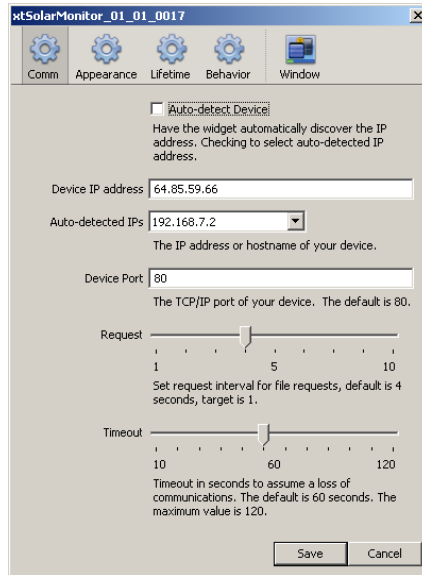 xtSolarMonitor_01_01_0017
Comm Appearance Lifetime Behavior Window
Auto-detect Device
Have the widget automatically discover the IP
address. Checking to select auto-detected IP
address.
Device IP address 64.85.59.66
Auto-detected IPs 192.168.7.2
The IP address or hostname of your device.
Device Port 80
The TCP/IP port of your device. The default is 80.
Request
1 5 10
Set request interval for file requests, default is 4
seconds, target is 1.
Timeout
10 60 120
Timeout in seconds to assume a loss of
communications. The default is 60 seconds. The
maximum value is 120.
Save Cancel